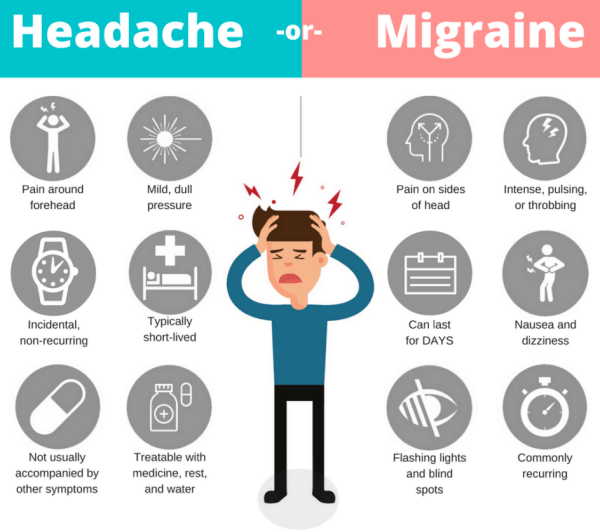 Headache -or- Migraine
Pain around
forehead
Mild, dull
pressure
Pain on sides
of head
Intense, pulsing,
or throbbing
Incidental,
non-recurring
Typically
short-lived
Can last
for DAYS
Nausea and
dizziness
Not usually
accompanied by
other symptoms
Treatable with
medicine, rest,
and water
Flashing lights
and blind
spots
Commonly
recurring